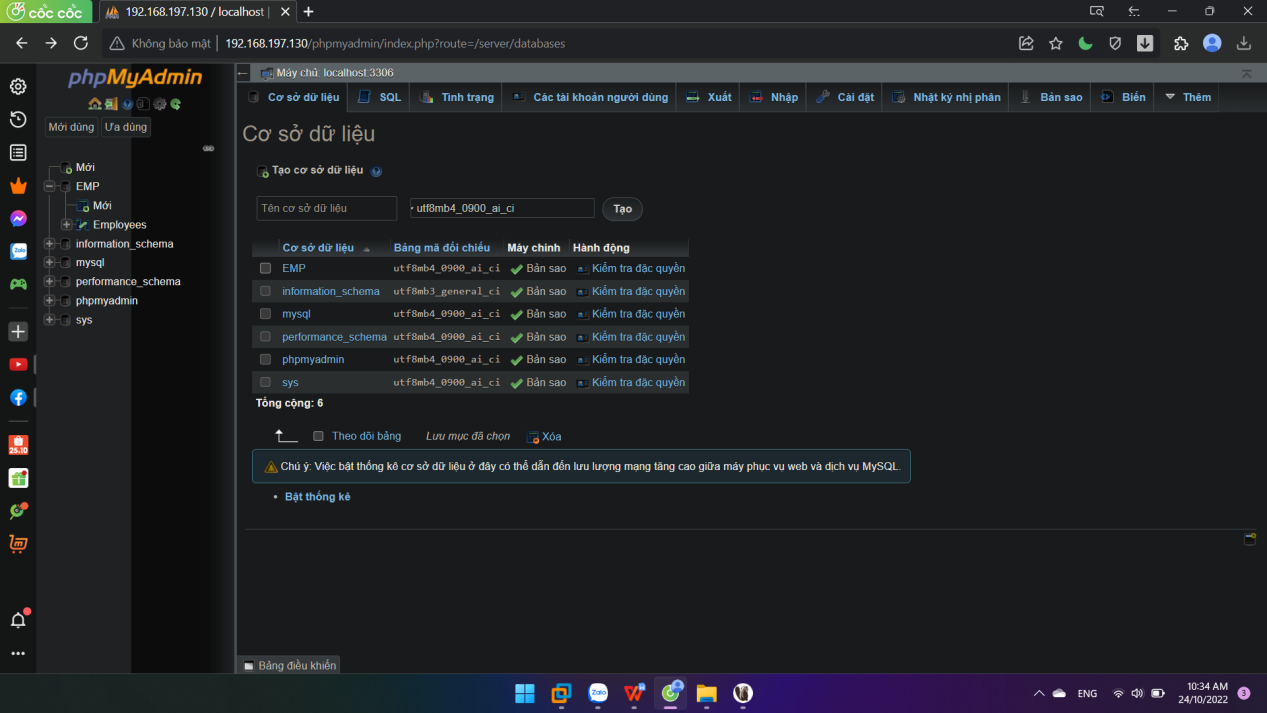 cốc cốc
192.168.197.130 / localhost |
Không bảo mật
192.168.197.130/phpmyadmin/index.php?route=/server/databases
phpMyAdmin
Mới dùng
Ưa dùng
Mới
EMP
Mới
Employees
information_schema
mysql
performance_schema
phpmyadmin
sys
Máy chủ: localhost:3306
Cơ sở dữ liệu
SQL
Tình trạng
Các tài khoản người dùng
Xuất
Nhập
Cài đặt
Nhật ký nhị phân
Bản sao
Biến
Thêm
Cơ sở dữ liệu
Tạo cơ sở dữ liệu
Tên cơ sở dữ liệu
utf8mb4_0900_ai_ci
Tạo
Cơ sở dữ liệu Bảng mã đối chiếu Máy chính Hành động
EMP utf8mb4_0900_ai_ci Bản sao Kiểm tra đặc quyền
information_schema utf8mb3_general_ci Bản sao Kiểm tra đặc quyền
mysql utf8mb4_0900_ai_ci Bản sao Kiểm tra đặc quyền
performance_schema utf8mb4_0900_ai_ci Bản sao Kiểm tra đặc quyền
phpmyadmin utf8mb4_0900_ai_ci Bản sao Kiểm tra đặc quyền
sys utf8mb4_0900_ai_ci Bản sao Kiểm tra đặc quyền
Tổng cộng: 6
Theo dõi bảng Lưu mục đã chọn Xóa
Chú ý: Việc bật thống kê cơ sở dữ liệu ở đây có thể dẫn đến lưu lượng mạng tăng cao giữa máy phục vụ web và dịch vụ MySQL.
Bật thống kê
Bảng điều khiển
Zalo
25.10
Zalo
ENG
10:34 AM
24/10/2022
3